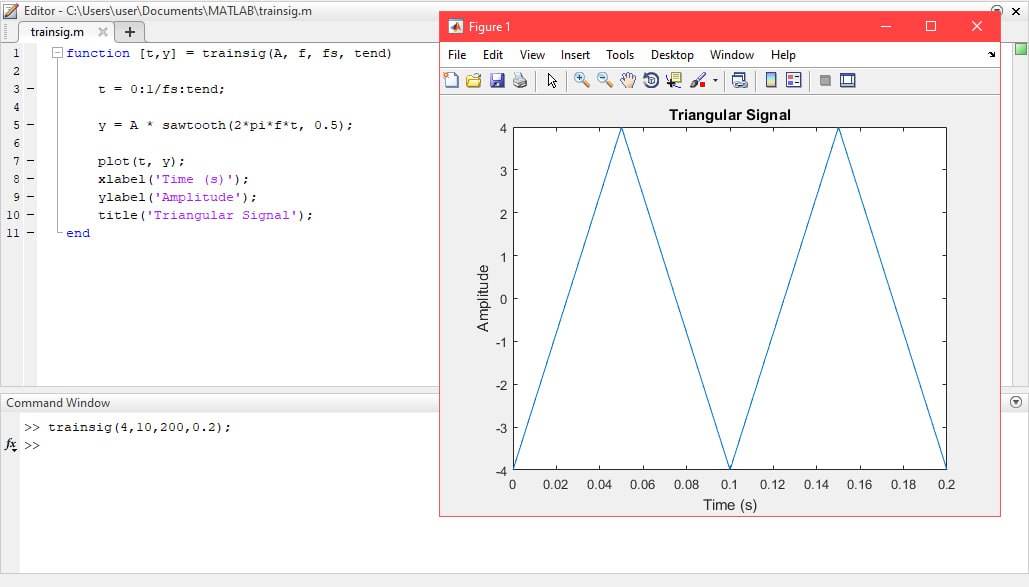 Editor - C:\Users\user\Documents\MATLAB\trainsig.m
trainsig.m
1 function [t,y] = trainsig(A, f, fs, tend)
2
3 – t = 0:1/fs:tend;
4
5 – y = A * sawtooth(2*pi*f*t, 0.5);
6
7 – plot(t, y);
8 – xlabel('Time (s)');
9 – ylabel('Amplitude');
10 – title('Triangular Signal');
11 – end
Command Window
>> trainsig(4,10,200,0.2);
fx >>
Figure 1
File Edit View Insert Tools Desktop Window Help
Triangular Signal
4
3
2
1
0
-1
-2
-3
-4
Amplitude
0 0.02 0.04 0.06 0.08 0.1 0.12 0.14 0.16 0.18 0.2
Time (s)